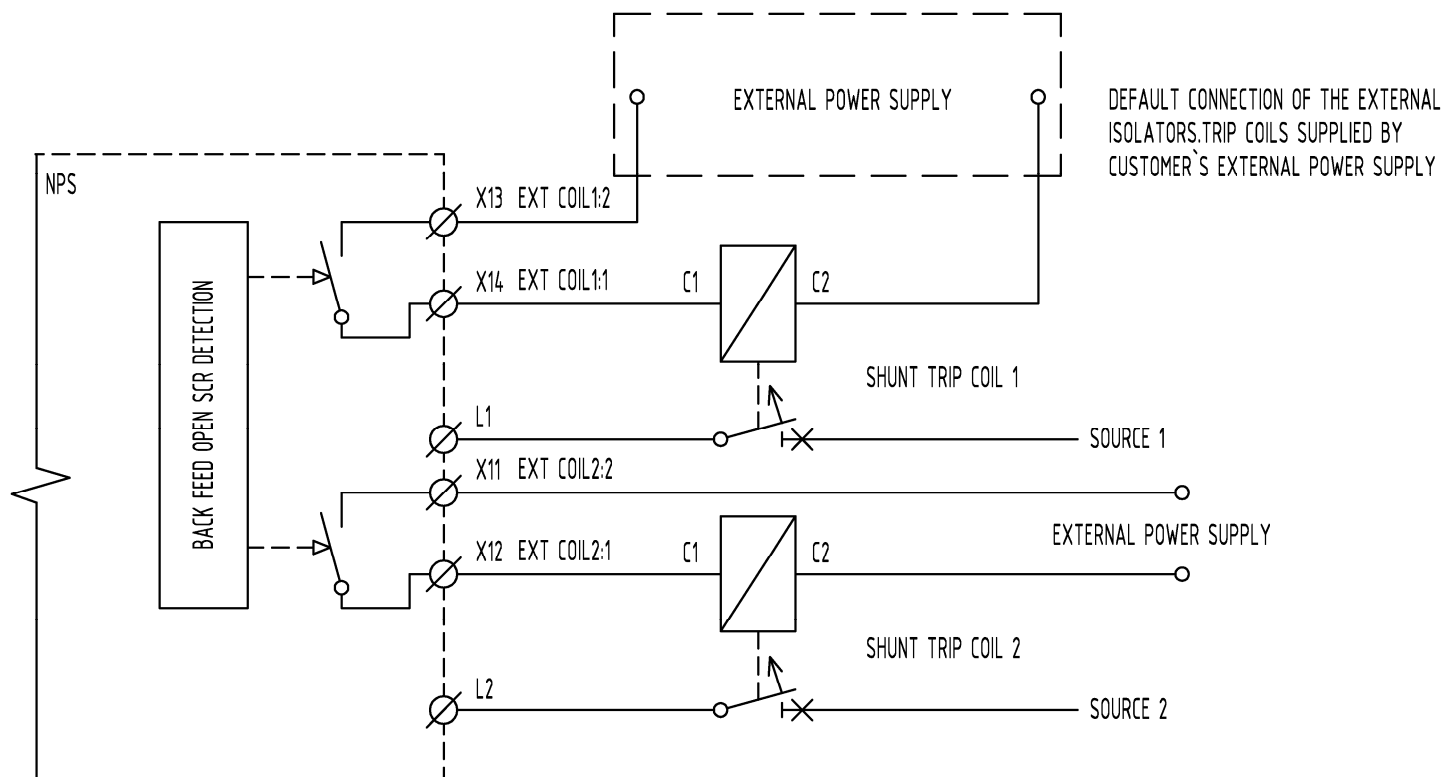 EXTERNAL POWER SUPPLY
DEFAULT CONNECTION OF THE EXTERNAL
ISOLATORS.TRIP COILS SUPPLIED BY
CUSTOMER`S EXTERNAL POWER SUPPLY
NPS
X13 EXT COIL1:2
X14 EXT COIL1:1
C1
C2
BACK FEED OPEN SCR DETECTION
SHUNT TRIP COIL 1
L1
SOURCE 1
X11 EXT COIL2:2
EXTERNAL POWER SUPPLY
X12 EXT COIL2:1
C1
C2
SHUNT TRIP COIL 2
L2
SOURCE 2